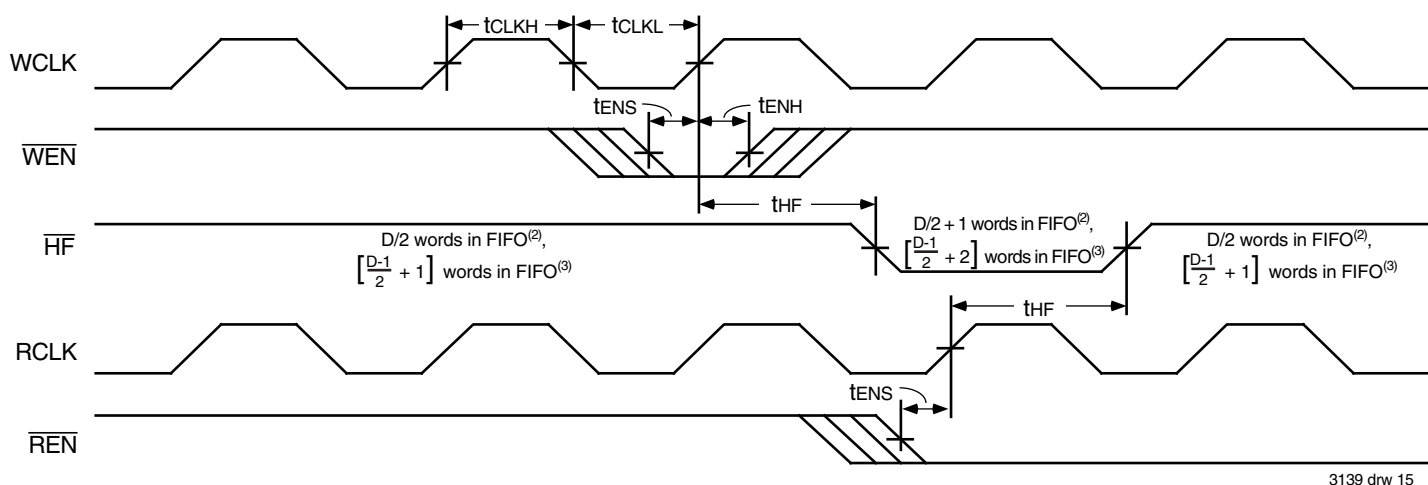 tCLKH tCLKL
WCLK
tENS tENH
WEN
tHF
HF
D/2 words in FIFO(2),
[D-1/2 + 1] words in FIFO(3)
D/2 + 1 words in FIFO(2),
[D-1/2 + 2] words in FIFO(3)
D/2 words in FIFO(2),
[D-1/2 + 1] words in FIFO(3)
tHF
RCLK
tENS
REN
3139 drw 15